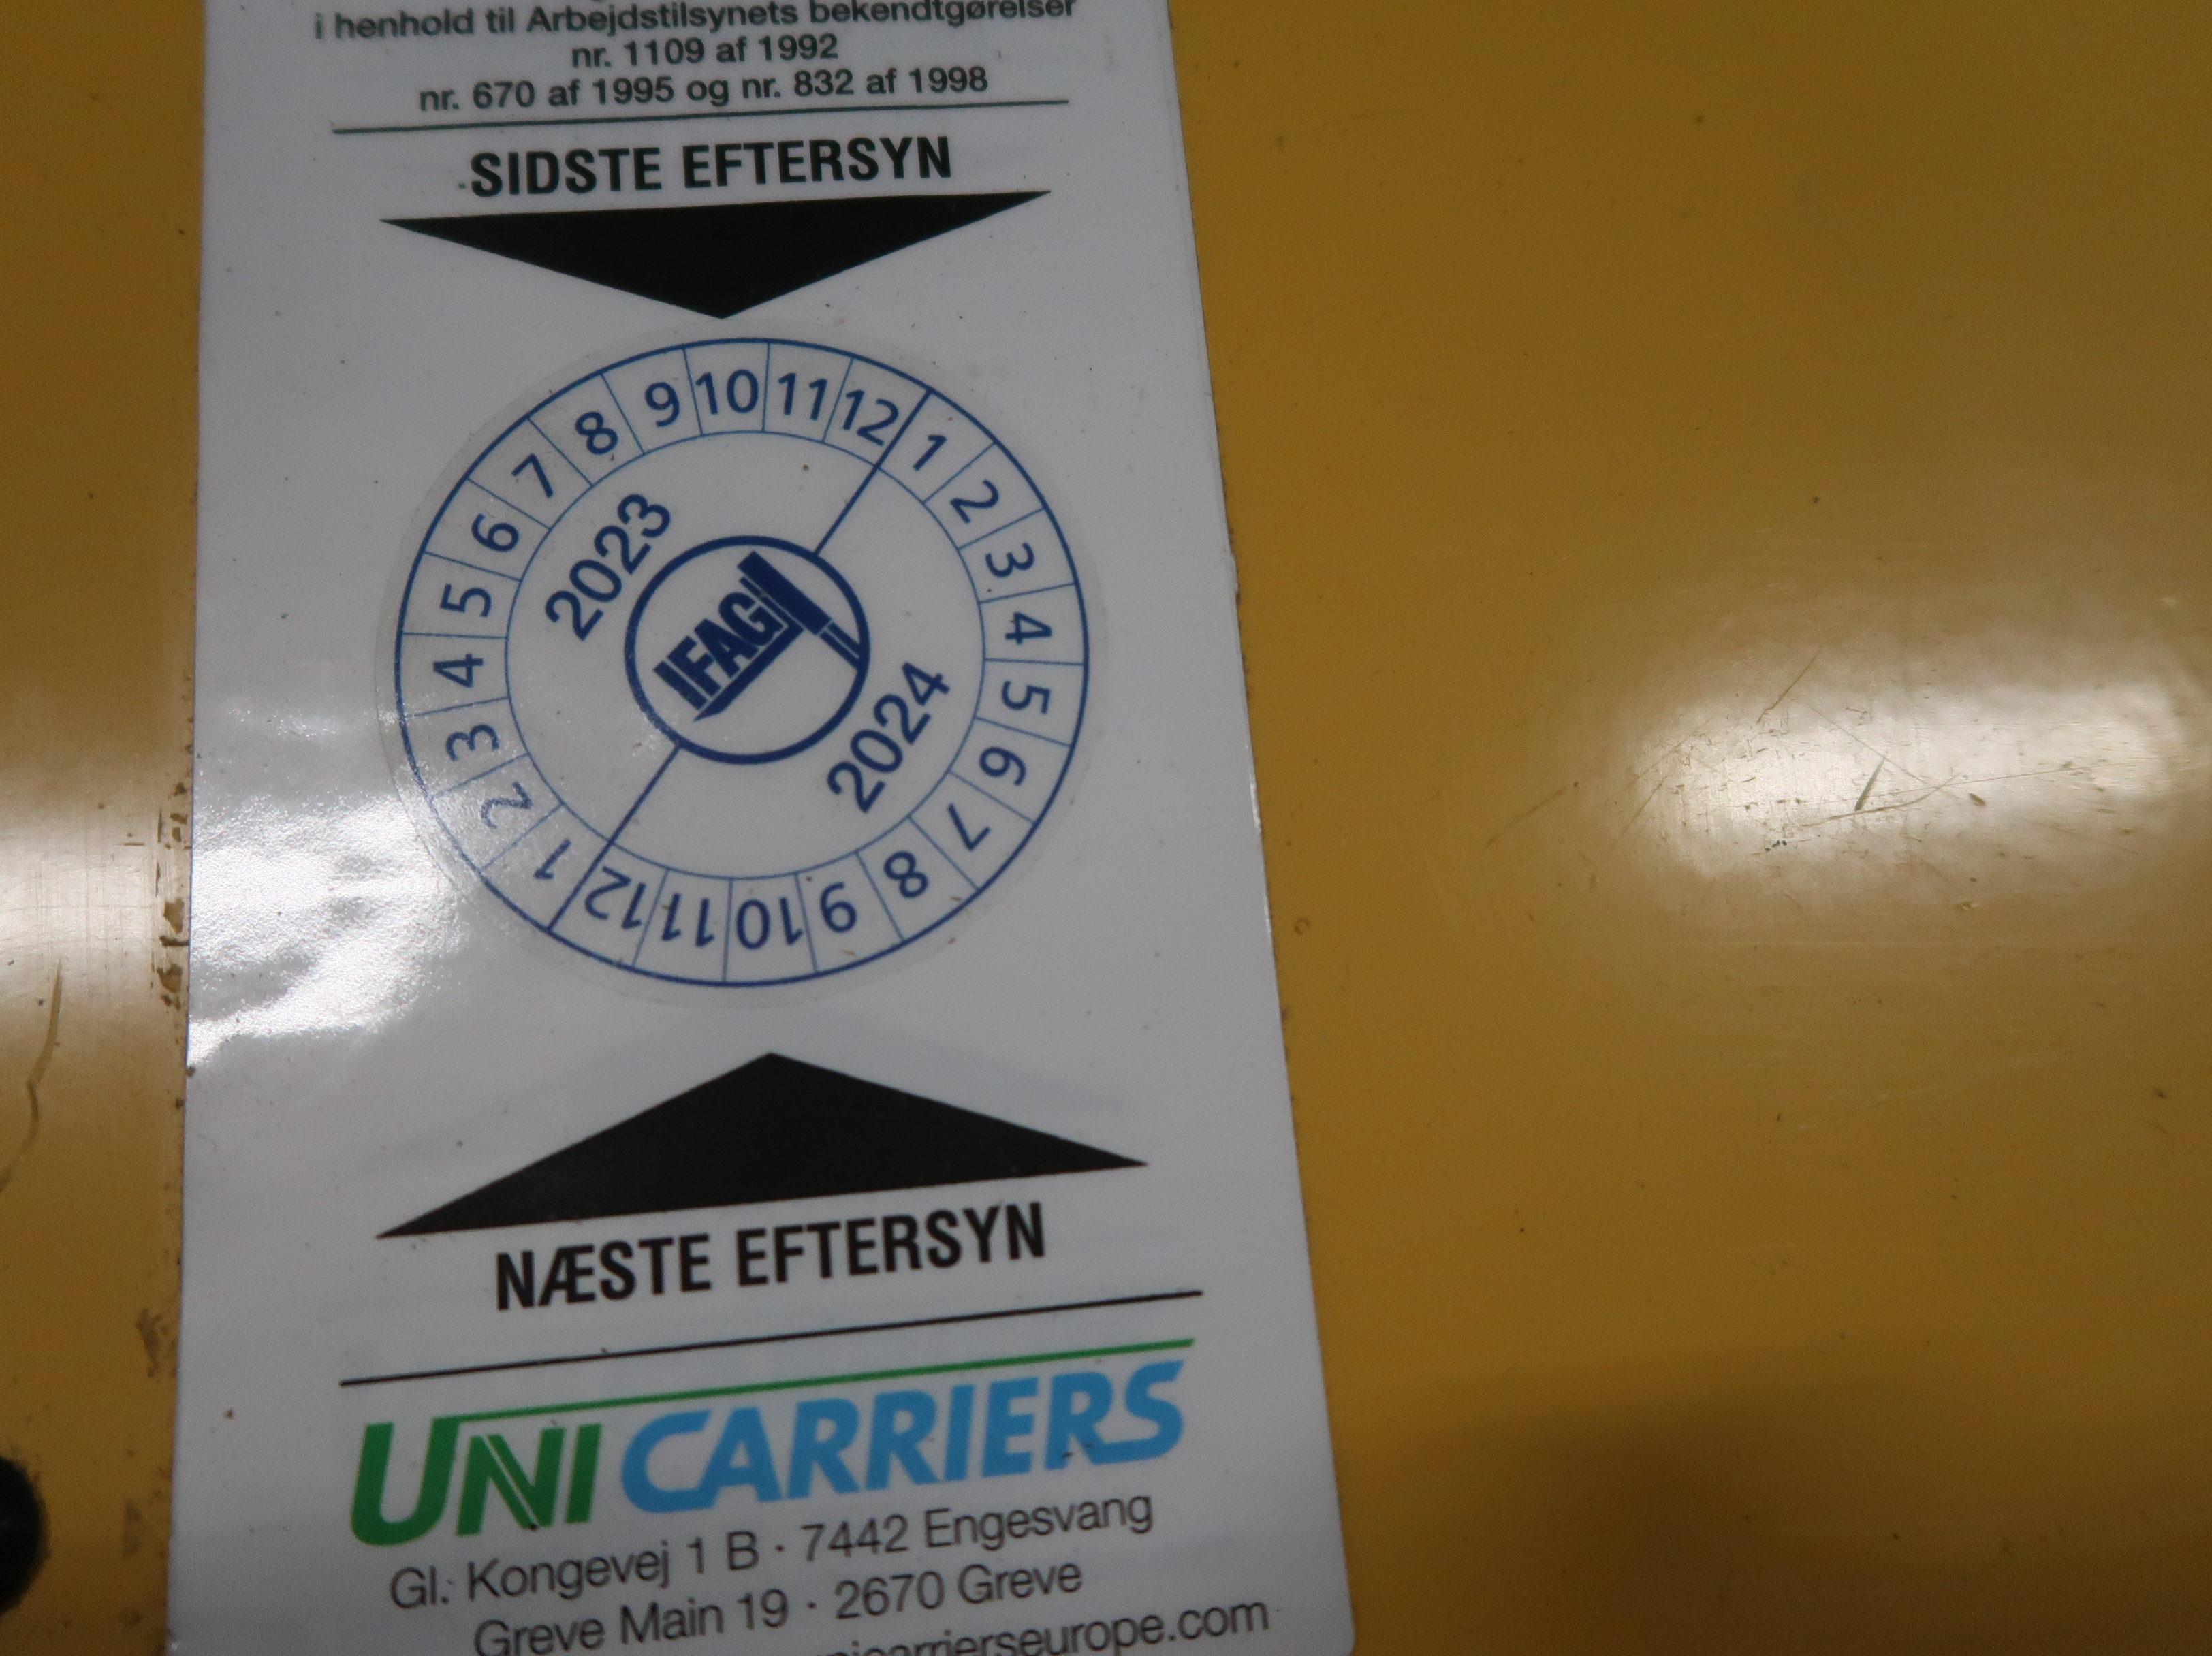 i henhold til Arbejdstilsynets bekendtgørelser
nr. 1109 af 1992
nr. 670 af 1995 og nr. 832 af 1998
SIDSTE EFTERSYN
1 2 3 4 5 6 7 8 9 10 11 12
2023
IFAG
2024
1 2 3 4 5 6 7 8 9 10 11 12
NÆSTE EFTERSYN
UNICARRIERS
Gl. Kongevej 1 B · 7442 Engesvang
Greve Main 19 · 2670 Greve